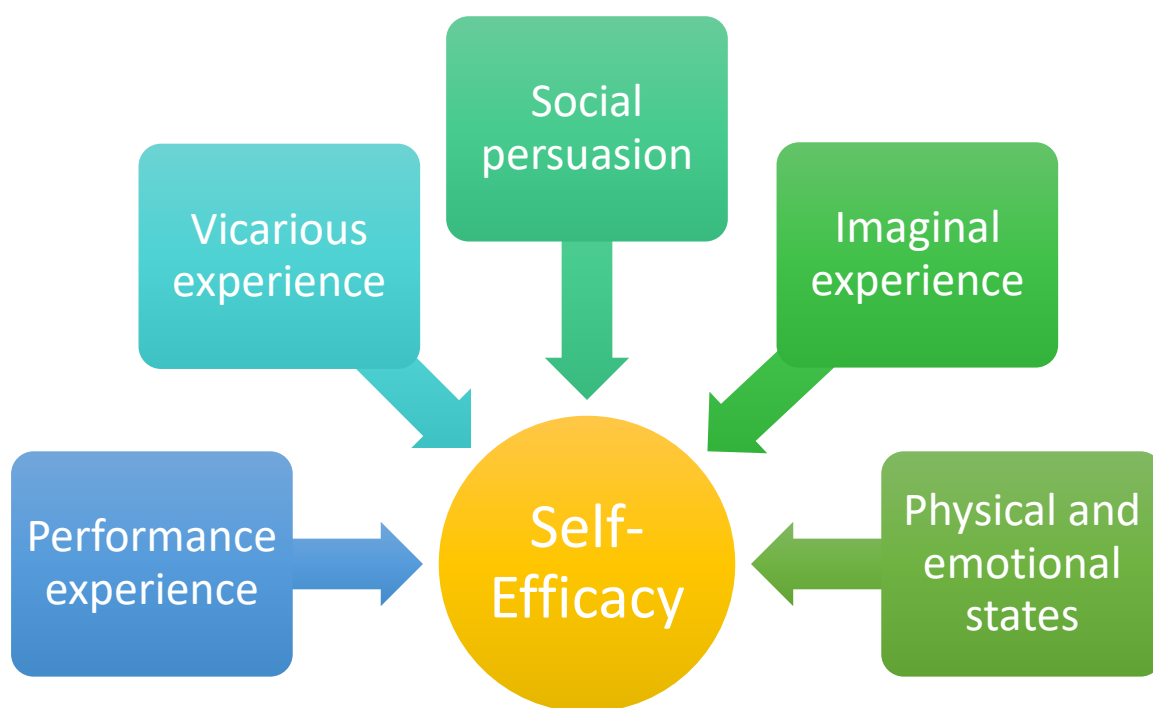 Social
persuasion
Vicarious
experience
Imaginal
experience
Performance
experience
Self-
Efficacy
Physical and
emotional
states